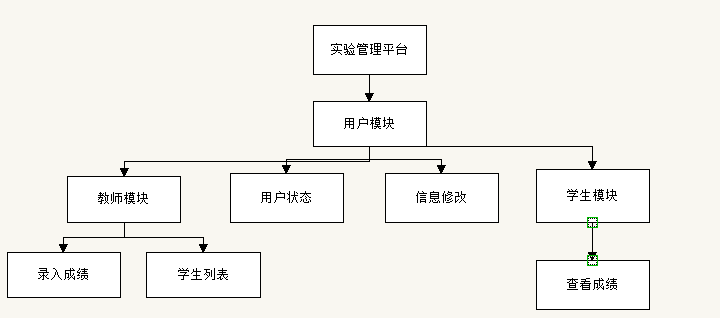 实验管理平台
用户模块
教师模块
用户状态
信息修改
学生模块
录入成绩
学生列表
查看成绩